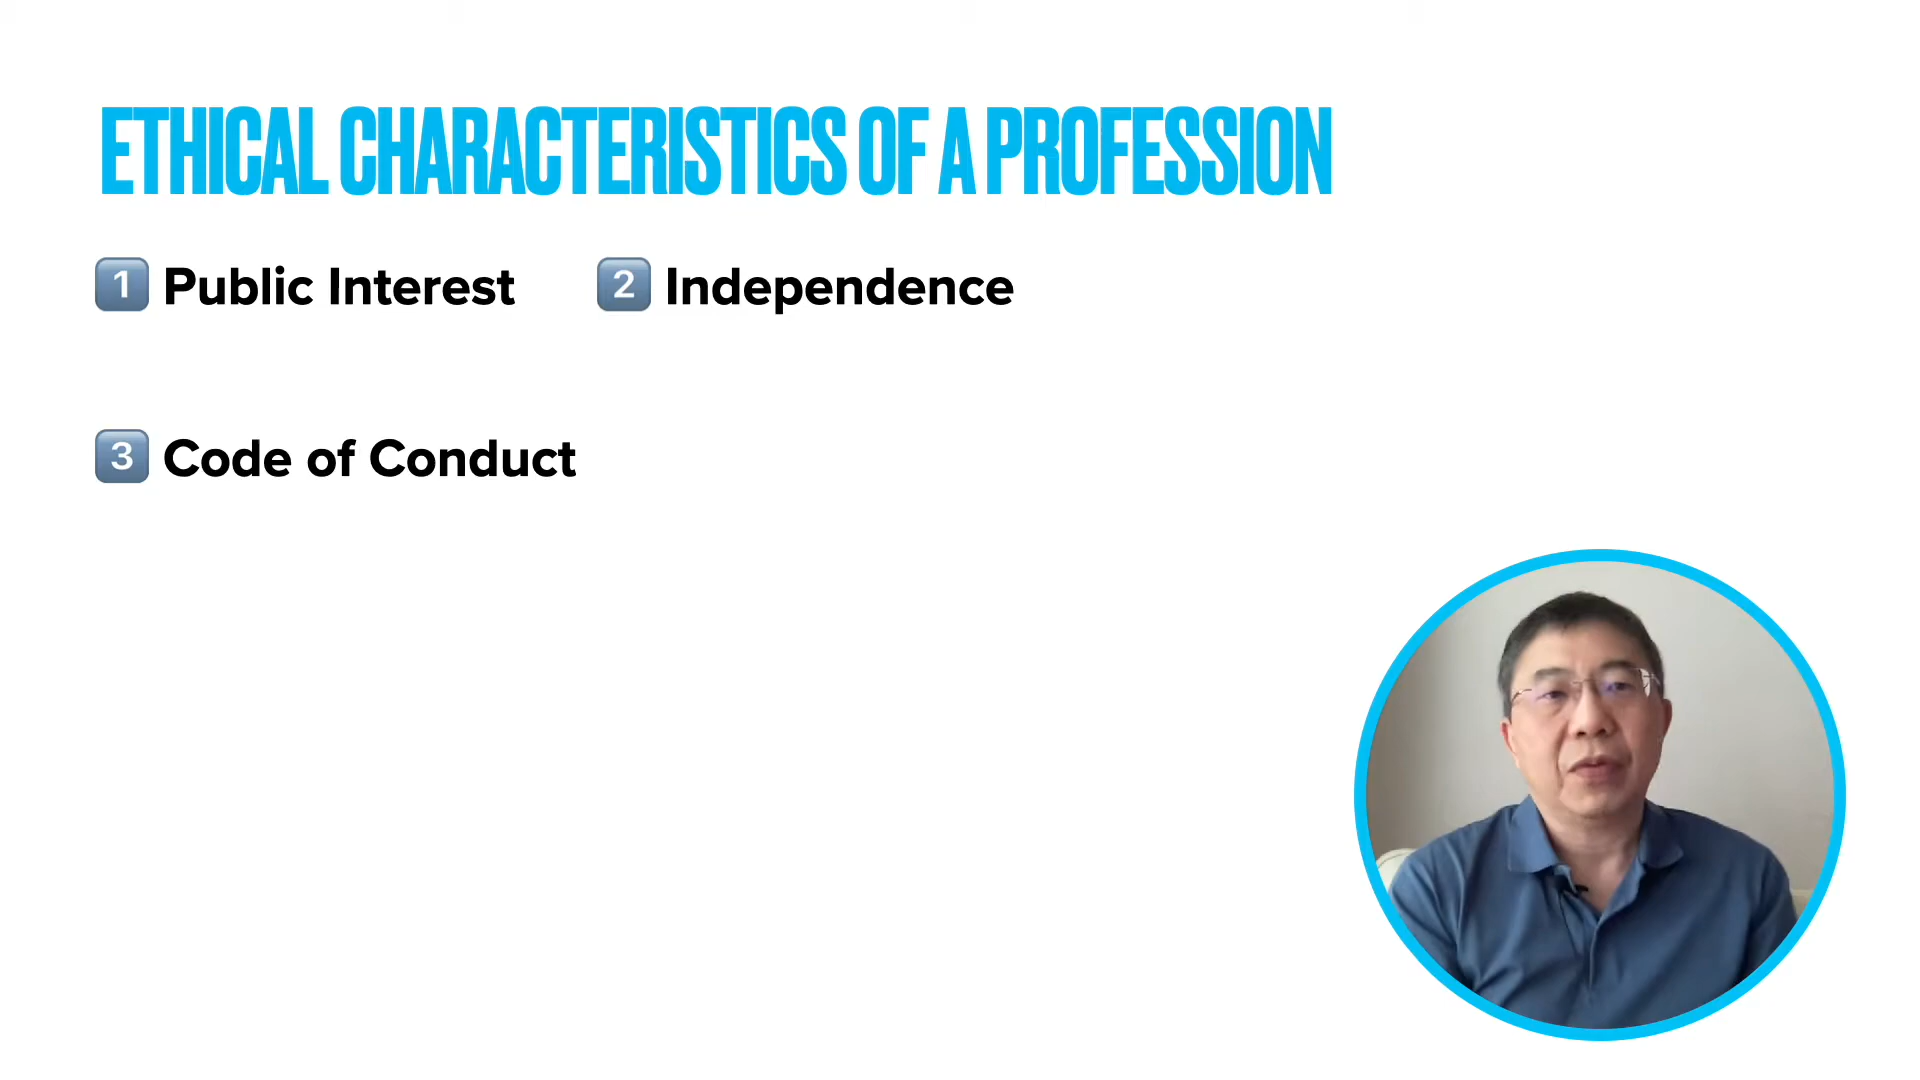 ETHICAL CHARACTERISTICS OF A PROFESSION
1 Public Interest 2 Independence
3 Code of Conduct